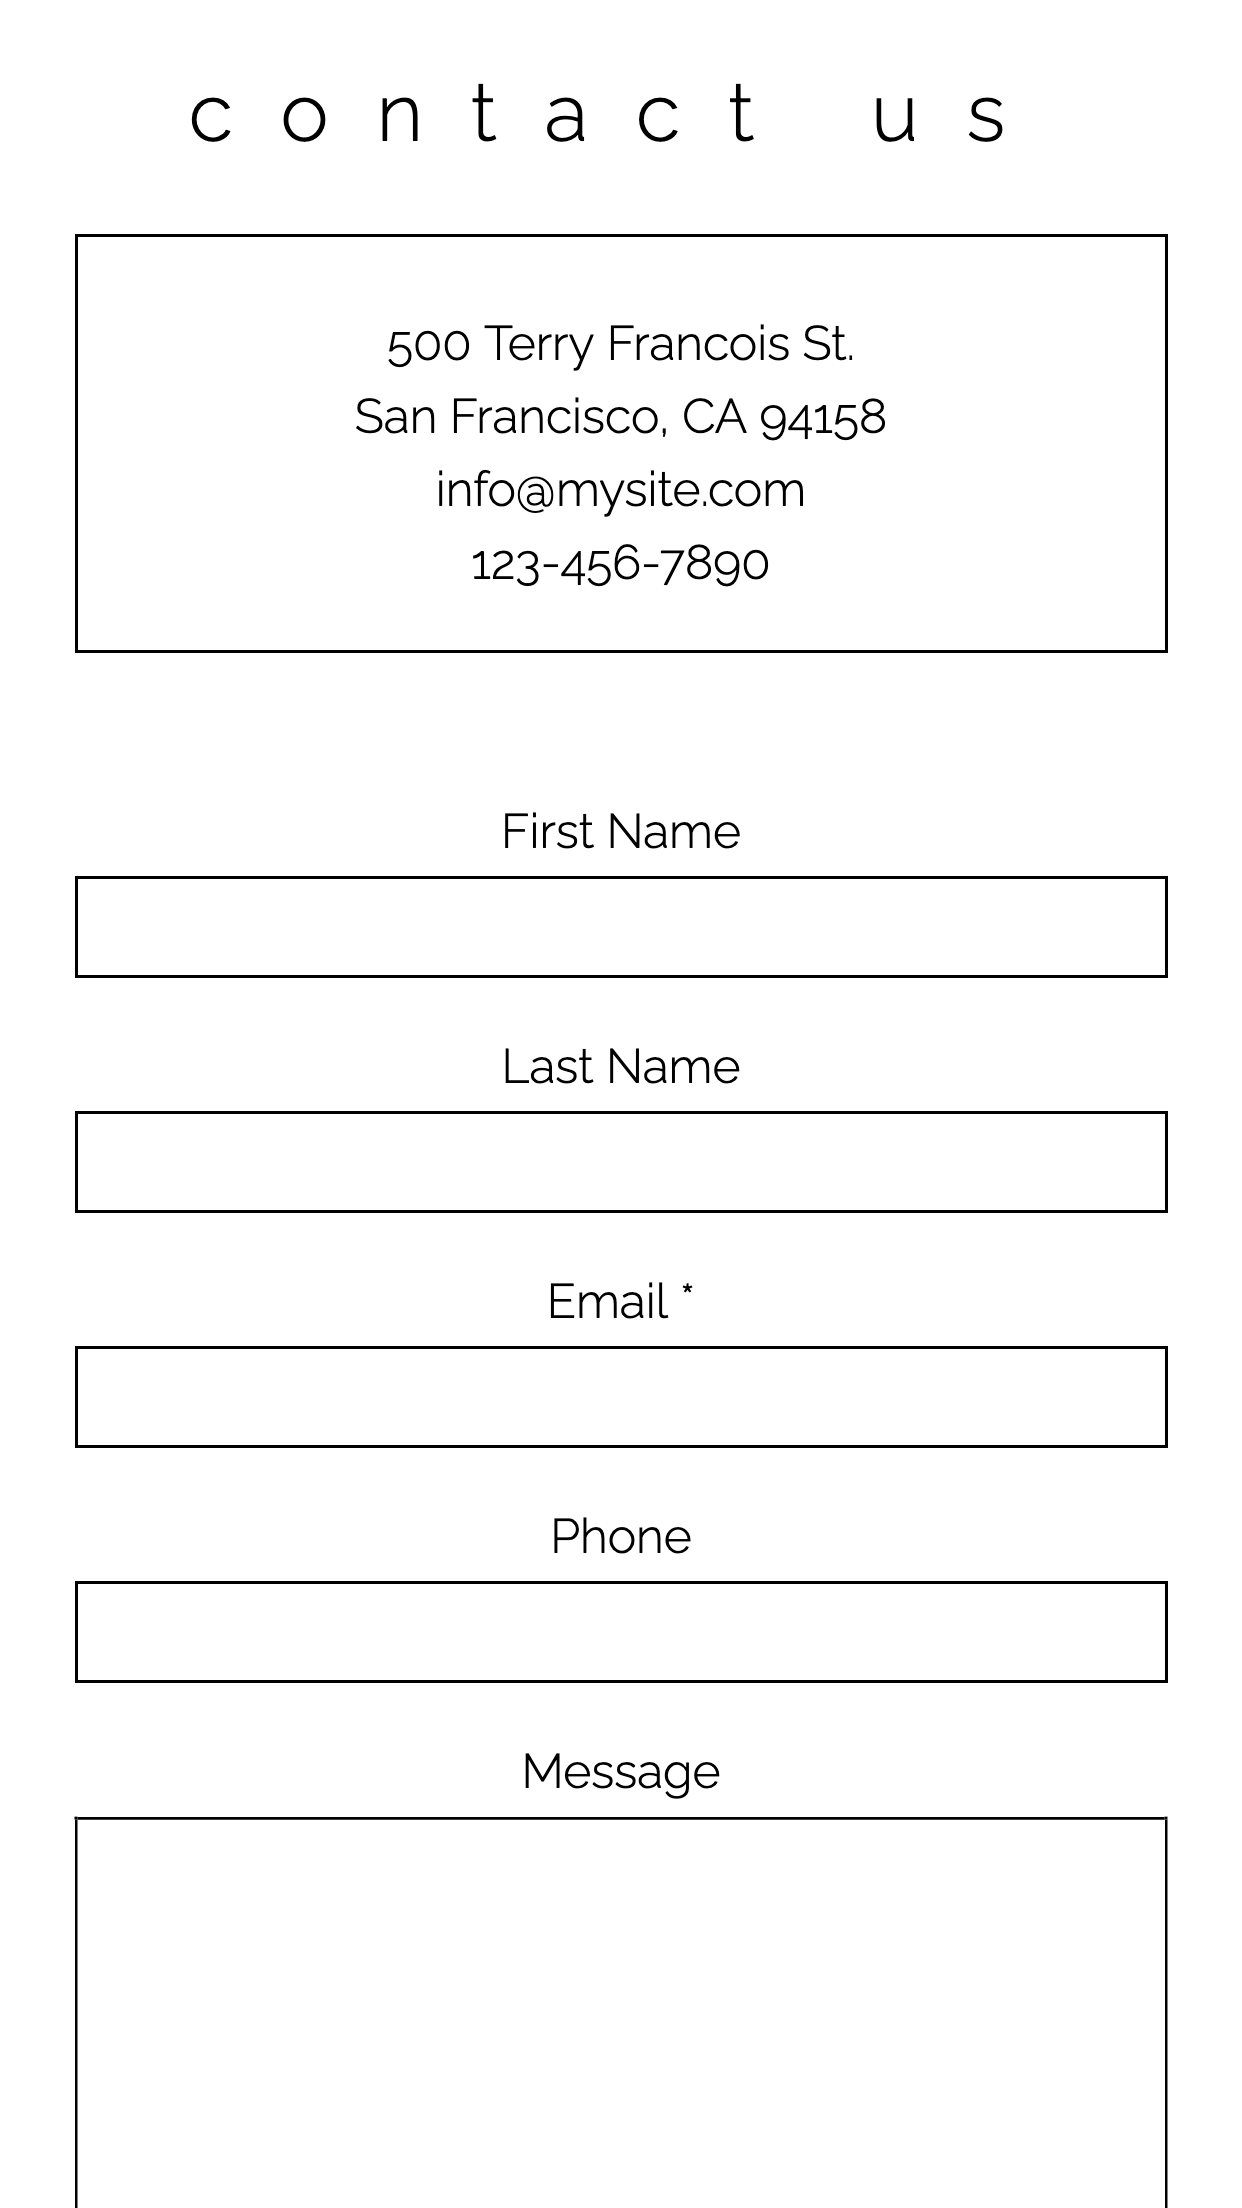 contact us
500 Terry Francois St.
San Francisco, CA 94158
info@mysite.com
123-456-7890
First Name
Last Name
Email *
Phone
Message